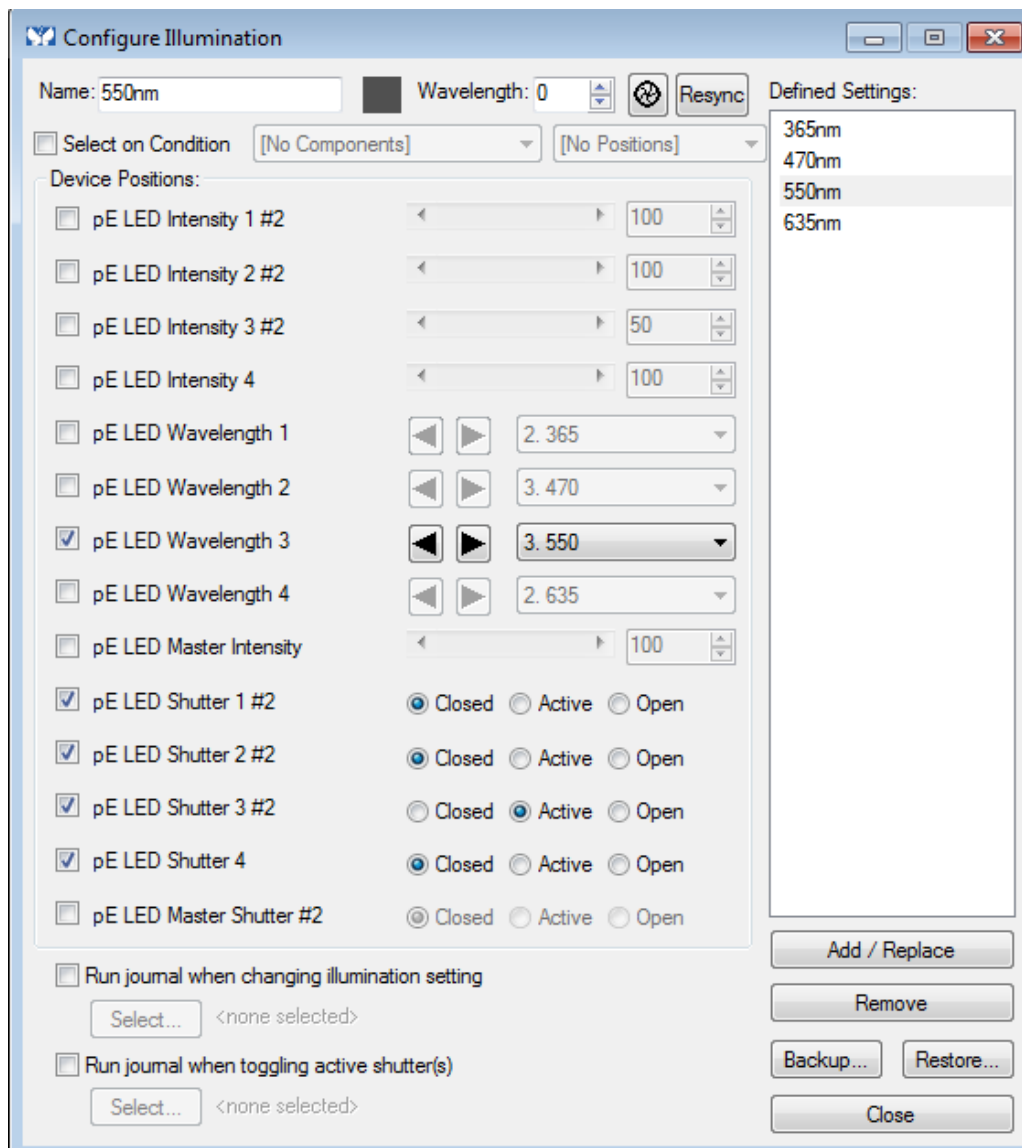 Configure Illumination
Name: 550nm Wavelength: 0 Resync Defined Settings:
Select on Condition [No Components] [No Positions] 365nm
470nm
550nm
635nm
Device Positions:
pE LED Intensity 1 #2 100
pE LED Intensity 2 #2 100
pE LED Intensity 3 #2 50
pE LED Intensity 4 100
pE LED Wavelength 1 2. 365
pE LED Wavelength 2 3. 470
pE LED Wavelength 3 3. 550
pE LED Wavelength 4 2. 635
pE LED Master Intensity 100
pE LED Shutter 1 #2 Closed Active Open
pE LED Shutter 2 #2 Closed Active Open
pE LED Shutter 3 #2 Closed Active Open
pE LED Shutter 4 Closed Active Open
pE LED Master Shutter #2 Closed Active Open
Run journal when changing illumination setting
Select... <none selected>
Run journal when toggling active shutter(s)
Select... <none selected>
Add / Replace
Remove
Backup... Restore...
Close